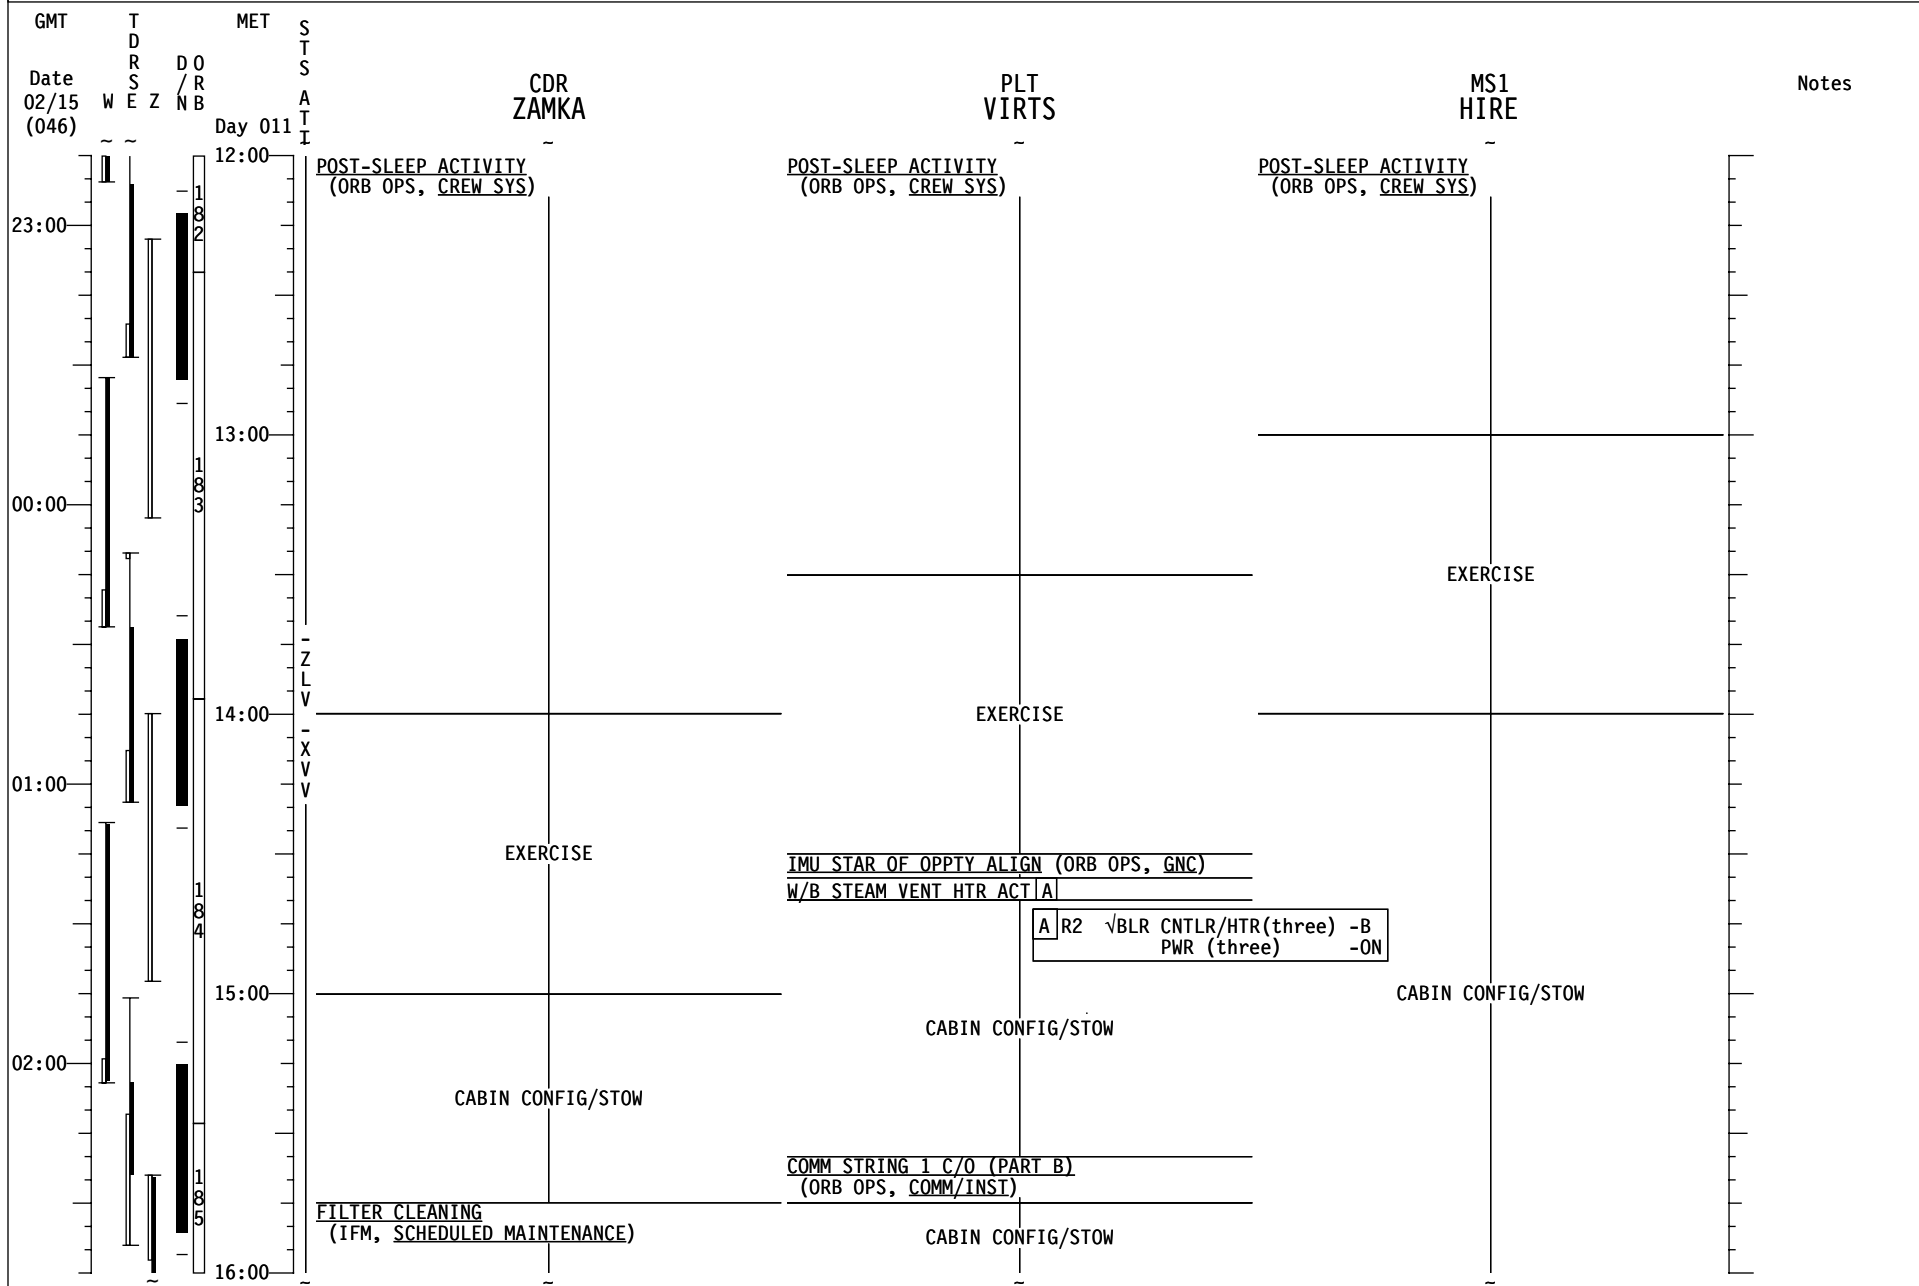 GMT
TDRS
MET
STS ATT
D/N
ORB
Date
02/15
(046)
W E Z
Day 011
CDR
ZAMKA
PLT
VIRTS
MS1
HIRE
Notes
~ ~ ~ ~ ~
12:00
POST-SLEEP ACTIVITY
(ORB OPS, CREW SYS)
POST-SLEEP ACTIVITY
(ORB OPS, CREW SYS)
POST-SLEEP ACTIVITY
(ORB OPS, CREW SYS)
182
23:00
13:00
183
00:00
EXERCISE
-ZLV
14:00
EXERCISE
-XVV
01:00
EXERCISE
IMU STAR OF OPPTY ALIGN (ORB OPS, GNC)
W/B STEAM VENT HTR ACT A
184
A R2 √BLR CNTLR/HTR(three) -B
PWR (three) -ON
15:00
CABIN CONFIG/STOW
CABIN CONFIG/STOW
02:00
CABIN CONFIG/STOW
COMM STRING 1 C/O (PART B)
(ORB OPS, COMM/INST)
185
FILTER CLEANING
(IFM, SCHEDULED MAINTENANCE)
CABIN CONFIG/STOW
16:00
~ ~ ~ ~ ~